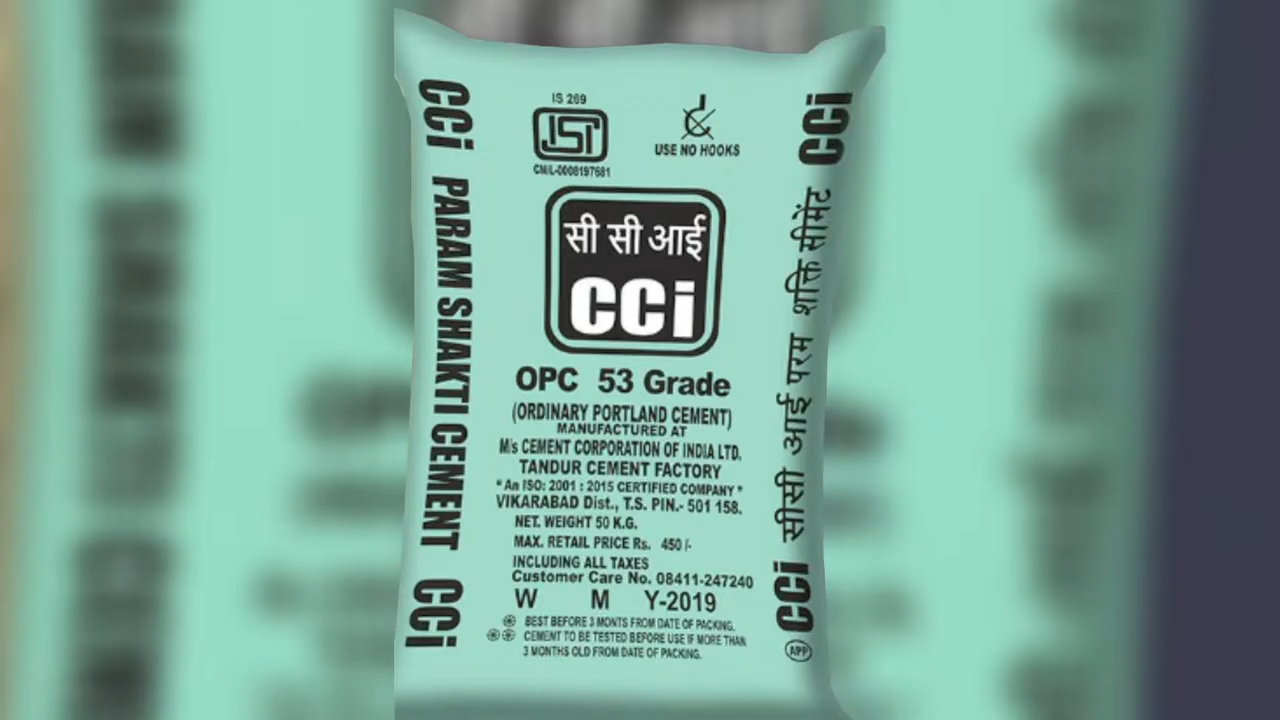 CCi PARAM SHAKTI CEMENT CCi
IS 269
ISI
CM/L-0008197681
USE NO HOOKS
सी सी आई
CCi
OPC 53 Grade
(ORDINARY PORTLAND CEMENT)
MANUFACTURED AT
M/s CEMENT CORPORATION OF INDIA LTD.
TANDUR CEMENT FACTORY
"An ISO: 2001 : 2015 CERTIFIED COMPANY"
VIKARABAD Dist., T.S. PIN.- 501 158.
NET. WEIGHT 50 K.G.
MAX. RETAIL PRICE Rs. 450 /-
INCLUDING ALL TAXES
Customer Care No. 08411-247240
W M Y-2019
BEST BEFORE 3 MONTS FROM DATE OF PACKING.
CEMENT TO BE TESTED BEFORE USE IF MORE THAN
3 MONTHS OLD FROM DATE OF PACKING.
CCi सीसी आई परम शक्ति सीमेंट CCi
APP